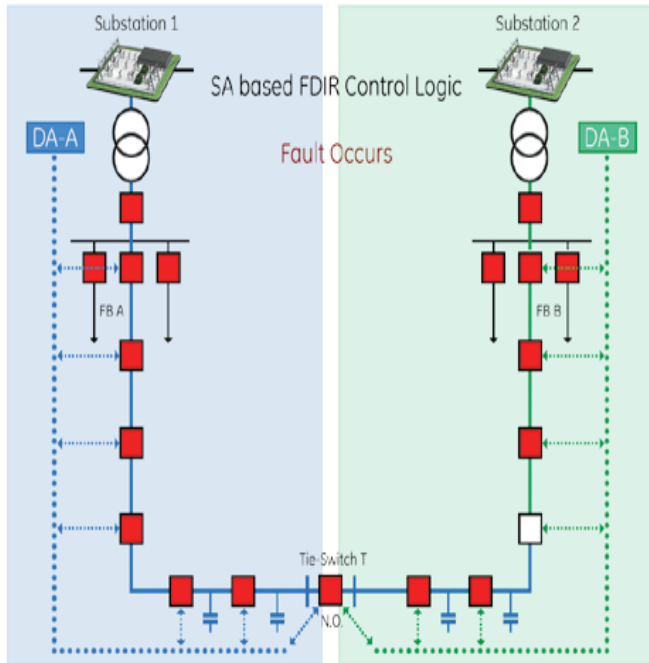 Substation 1
Substation 2
SA based FDIR Control Logic
DA-A
DA-B
Fault Occurs
FB A
FB B
Tie-Switch T
N.O.